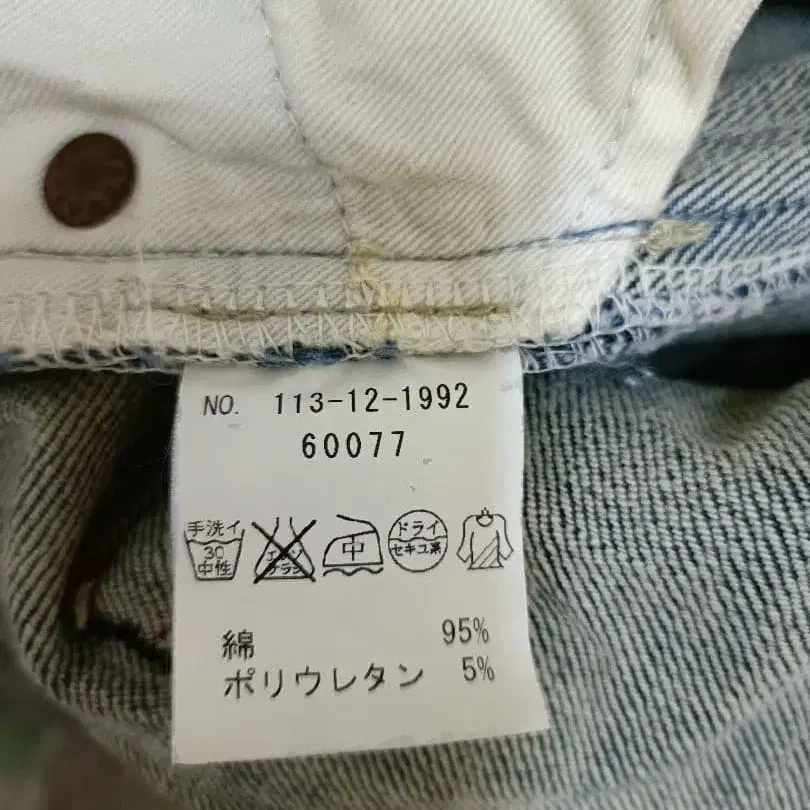 NO. 113-12-1992
60077
手洗イ
30
中性
エンソ
サラシ
中
ドライ
セキユ系
綿 95%
ポリウレタン 5%